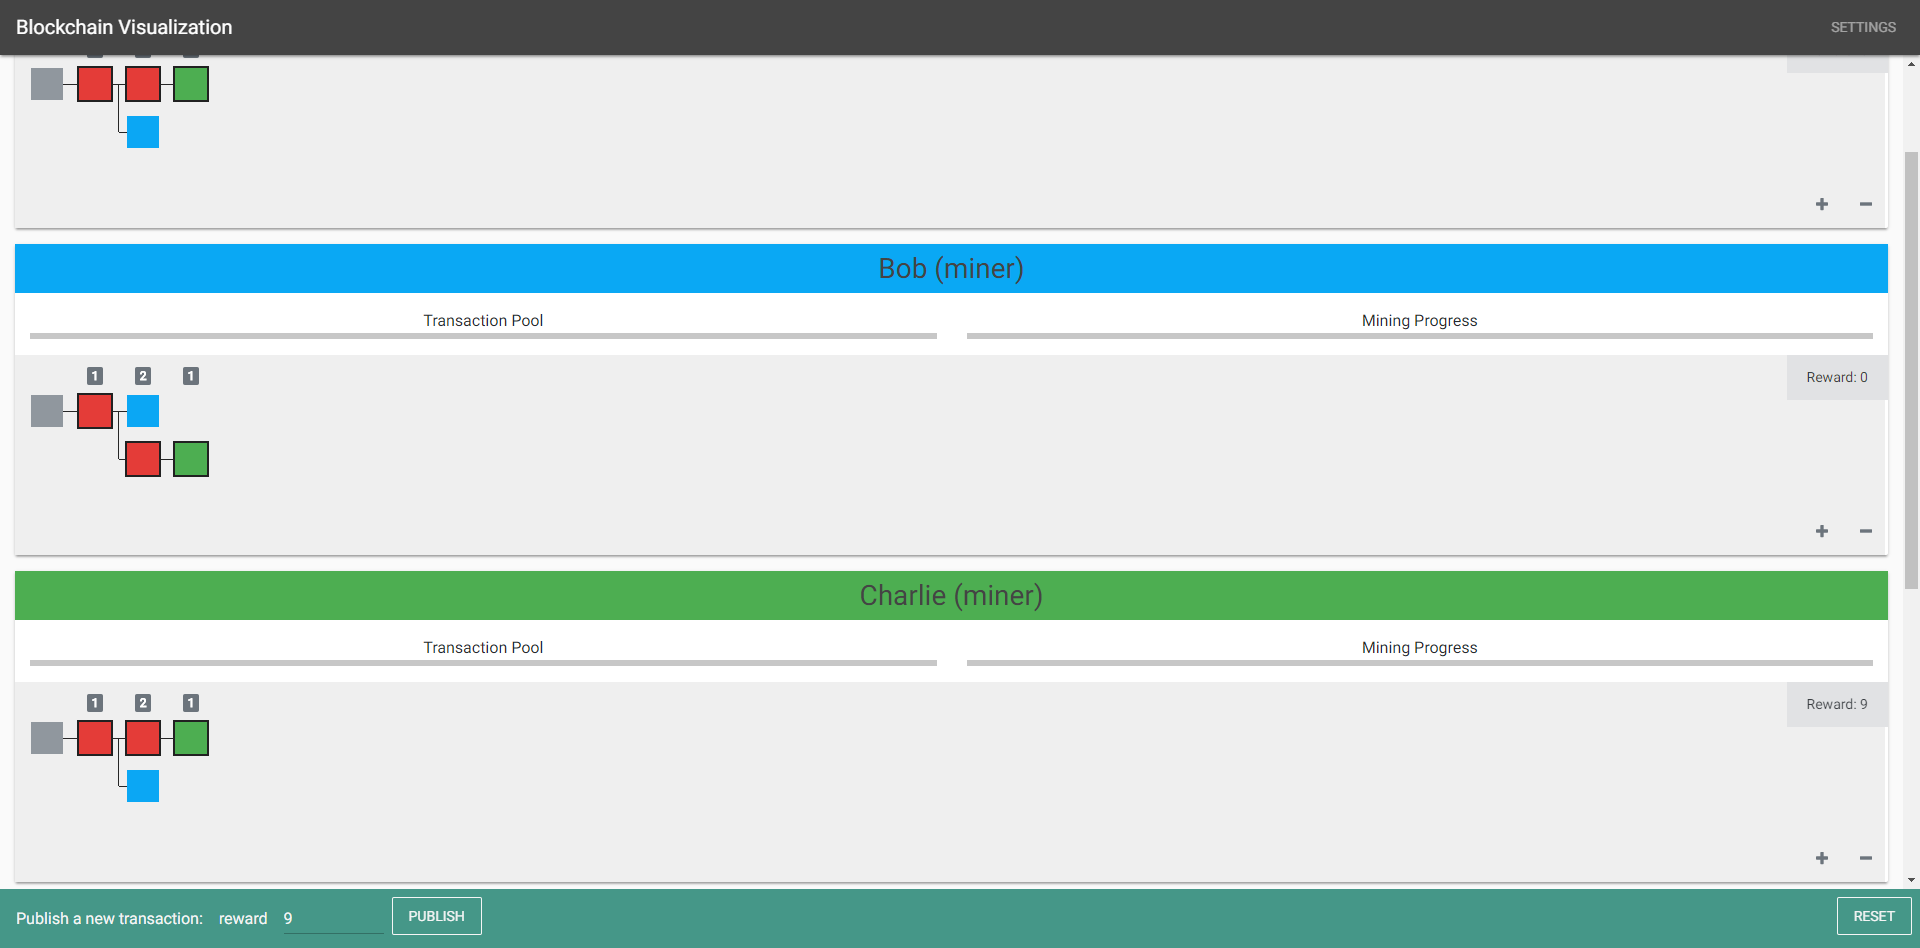 Blockchain Visualization
SETTINGS
Bob (miner)
Transaction Pool
Mining Progress
1 2 1
Reward: 0
Charlie (miner)
Transaction Pool
Mining Progress
1 2 1
Reward: 9
Publish a new transaction: reward 9 PUBLISH
RESET